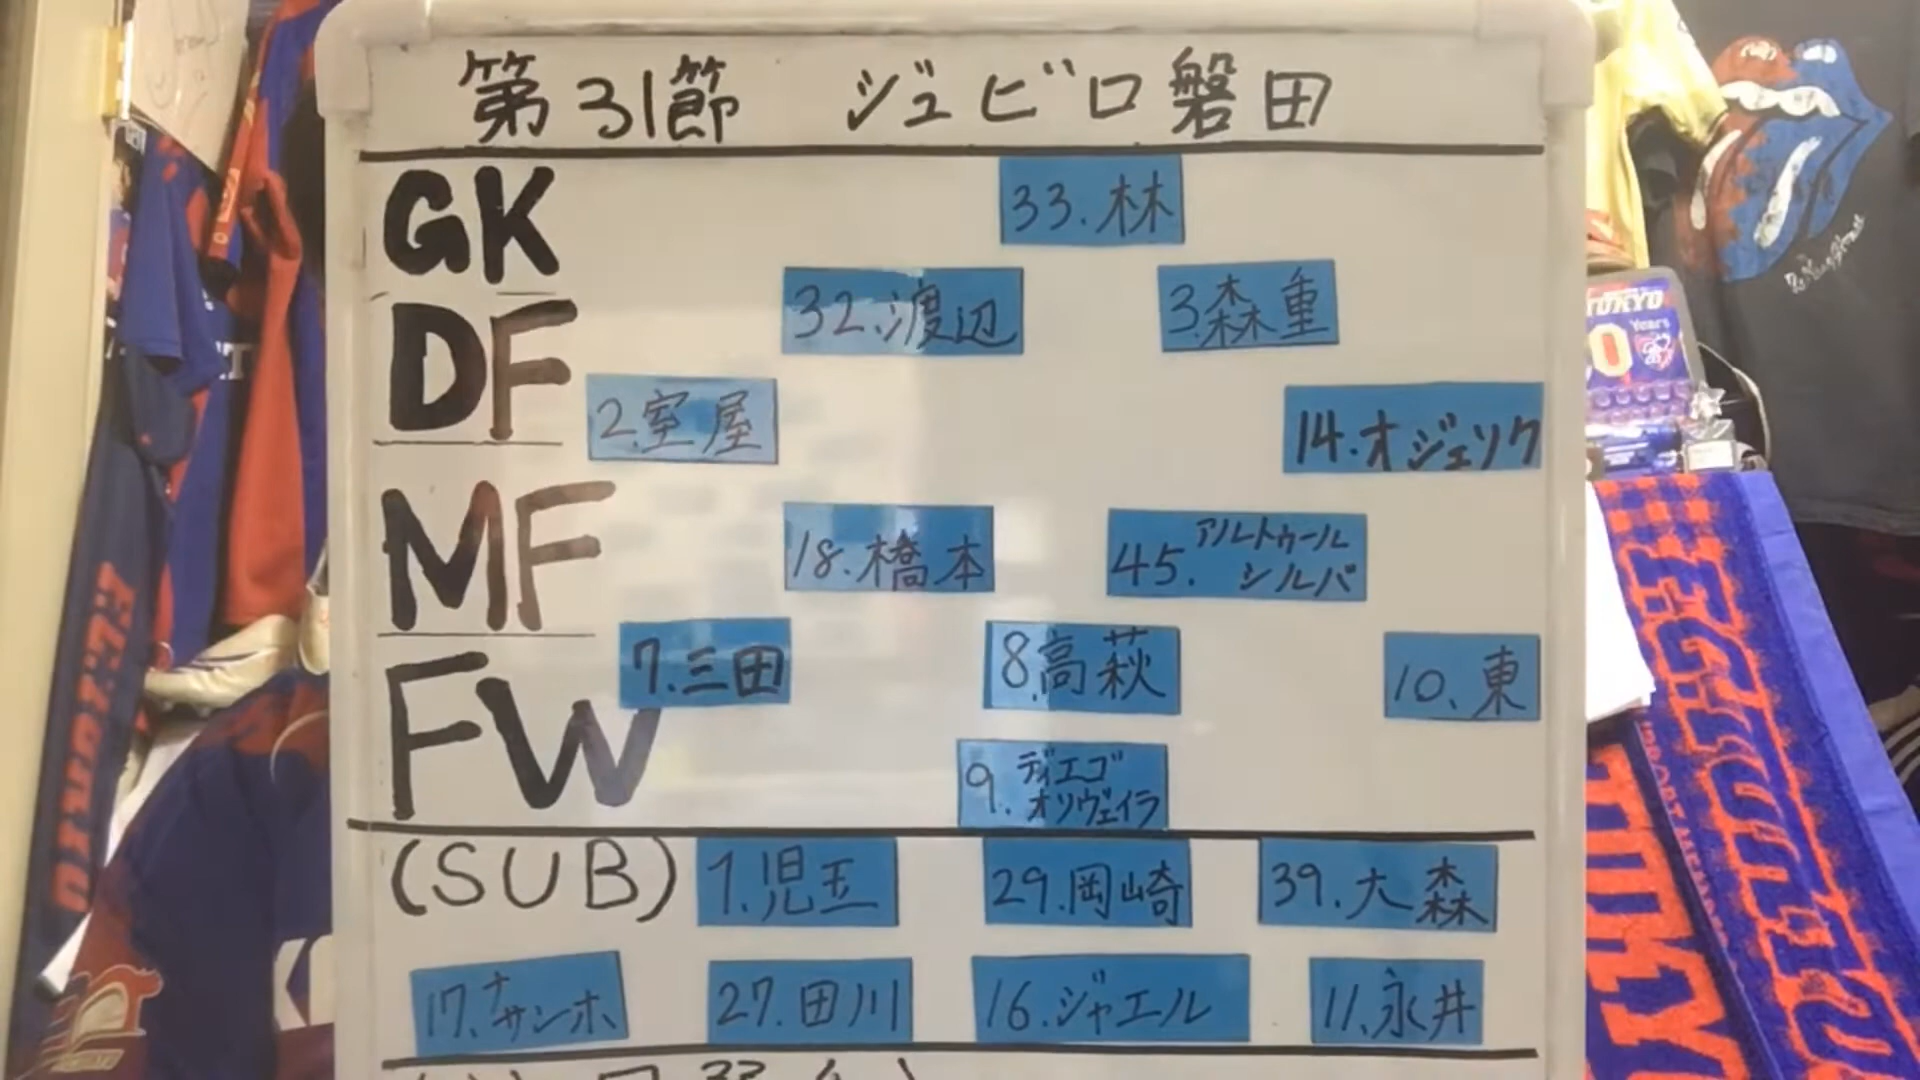 第31節 ジュビロ磐田
GK
33.林
DF
32.渡辺
3.森重
2.室屋
14.オジェソク
MF
18.橋本
45.アルトゥールシルバ
FW
7.三田
8.高萩
10.東
9.ディエゴオリヴェイラ
(SUB)
1.児玉
29.岡崎
39.大森
17.ナサンホ
27.田川
16.ジャエル
11.永井
TOKYO
Years